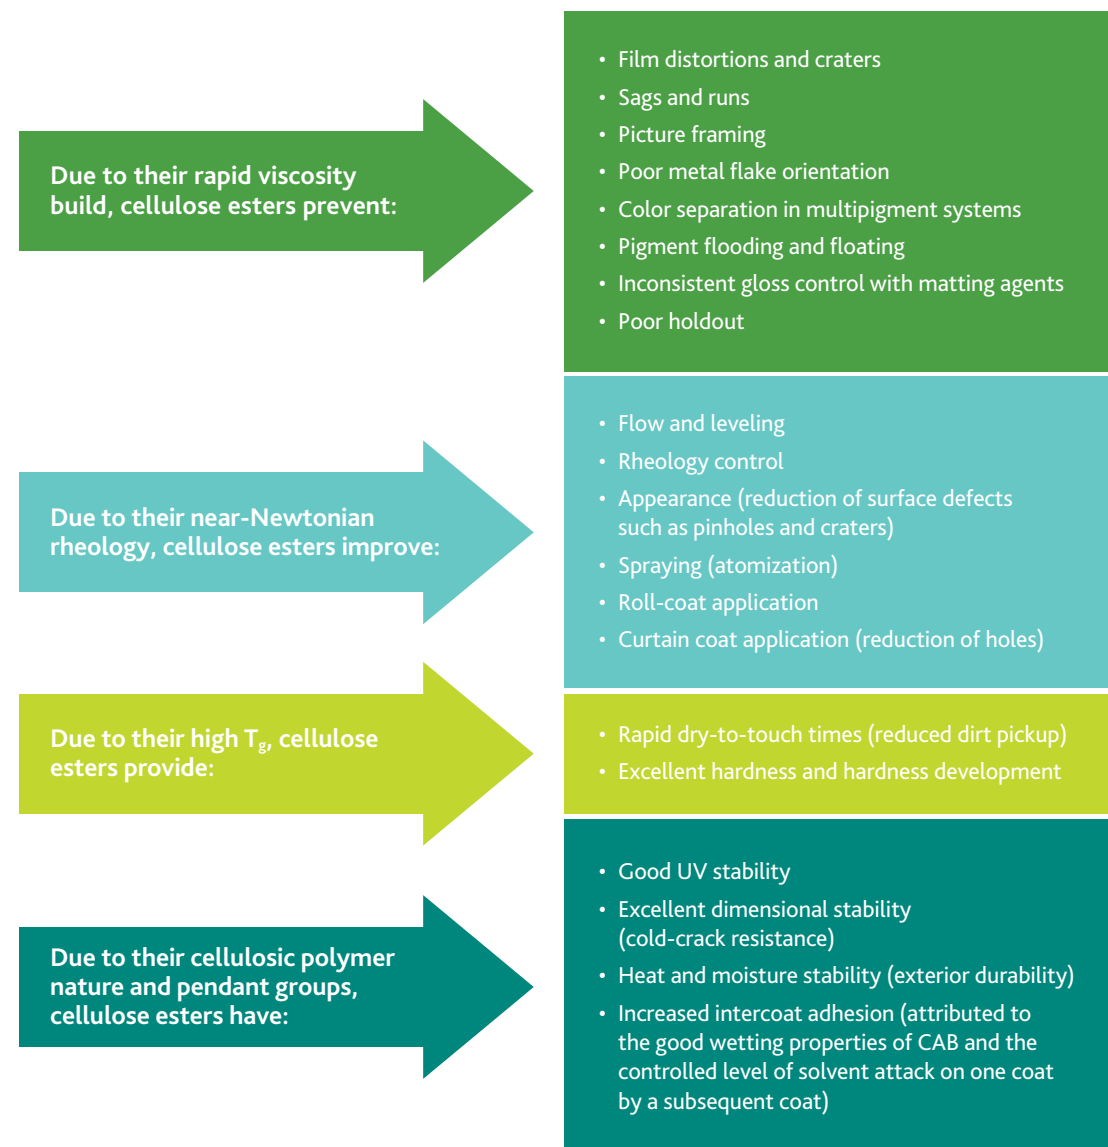 Due to their rapid viscosity
build, cellulose esters prevent:
• Film distortions and craters
• Sags and runs
• Picture framing
• Poor metal flake orientation
• Color separation in multipigment systems
• Pigment flooding and floating
• Inconsistent gloss control with matting agents
• Poor holdout
Due to their near-Newtonian
rheology, cellulose esters improve:
• Flow and leveling
• Rheology control
• Appearance (reduction of surface defects
such as pinholes and craters)
• Spraying (atomization)
• Roll-coat application
• Curtain coat application (reduction of holes)
Due to their high Tg, cellulose
esters provide:
• Rapid dry-to-touch times (reduced dirt pickup)
• Excellent hardness and hardness development
Due to their cellulosic polymer
nature and pendant groups,
cellulose esters have:
• Good UV stability
• Excellent dimensional stability
(cold-crack resistance)
• Heat and moisture stability (exterior durability)
• Increased intercoat adhesion (attributed to
the good wetting properties of CAB and the
controlled level of solvent attack on one coat
by a subsequent coat)